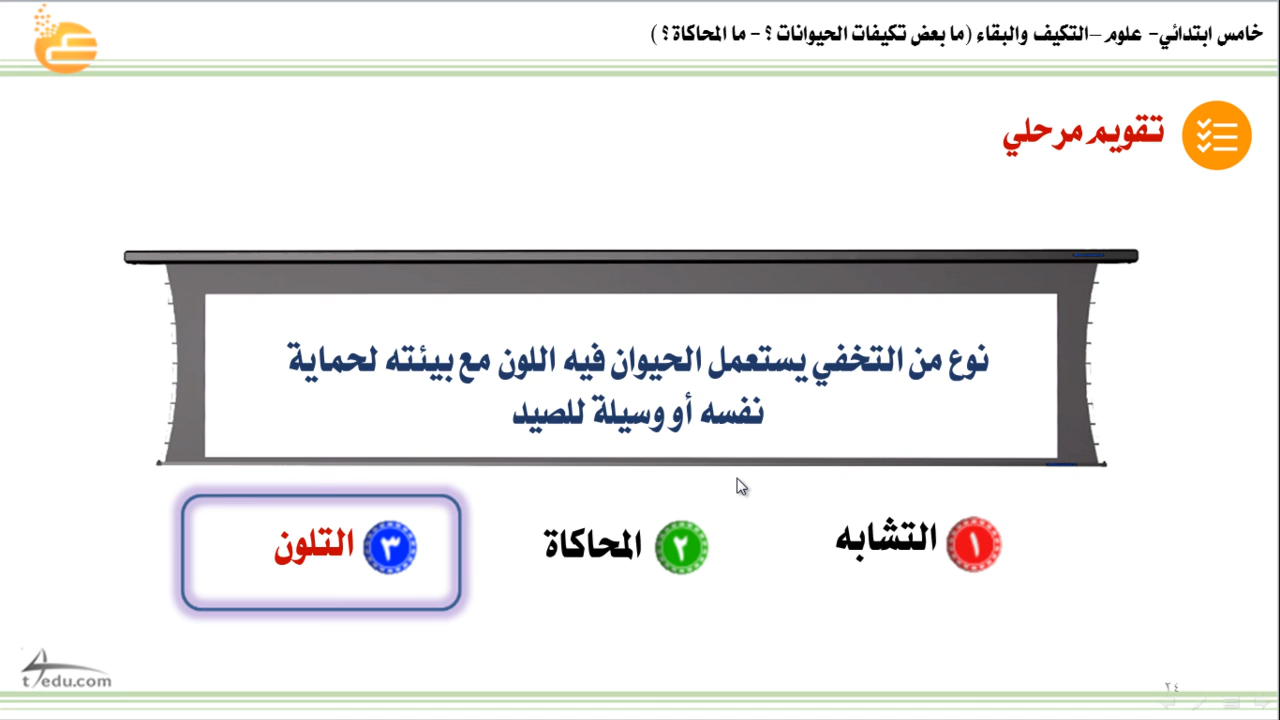 خامس ابتدائي- علوم –التكيف والبقاء (ما بعض تكيفات الحيوانات ؟ - ما المحاكاة ؟ )
تقويم مرحلي
نوع من التخفي يستعمل الحيوان فيه اللون مع بيئته لحماية
نفسه أو وسيلة للصيد
١ التشابه
٢ المحاكاة
٣ التلون
t4edu.com
٢٤